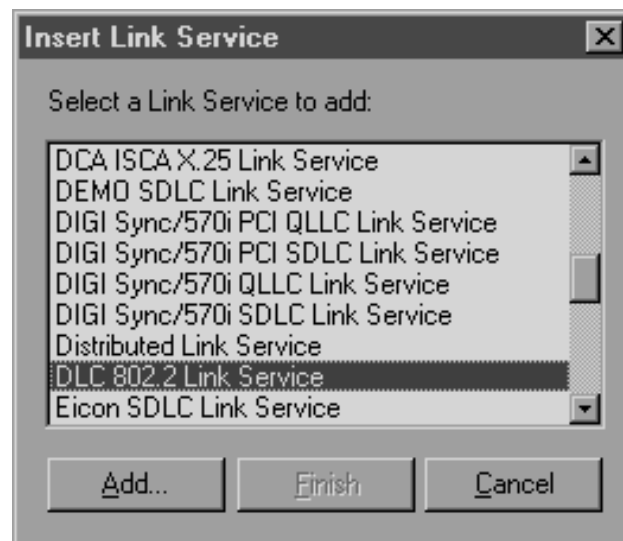 Insert Link Service
Select a Link Service to add:
DCA ISCA X.25 Link Service
DEMO SDLC Link Service
DIGI Sync/570i PCI QLLC Link Service
DIGI Sync/570i PCI SDLC Link Service
DIGI Sync/570i QLLC Link Service
DIGI Sync/570i SDLC Link Service
Distributed Link Service
DLC 802.2 Link Service
Eicon SDLC Link Service
Add... Finish Cancel